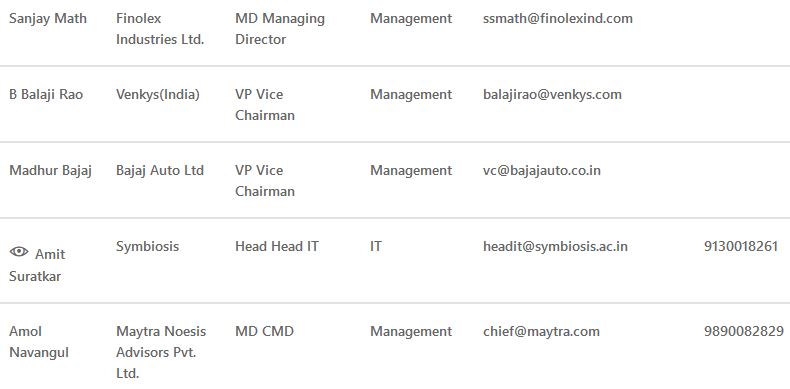 Sanjay Math Finolex MD Managing Management ssmath@finolexind.com
Industries Ltd. Director
B Balaji Rao Venkys(India) VP Vice Management balajirao@venkys.com
Chairman
Madhur Bajaj Bajaj Auto Ltd VP Vice Management vc@bajajauto.co.in
Chairman
Amit Symbiosis Head Head IT IT headit@symbiosis.ac.in 9130018261
Suratkar
Amol Maytra Noesis MD CMD Management chief@maytra.com 9890082829
Navangul Advisors Pvt.
Ltd.